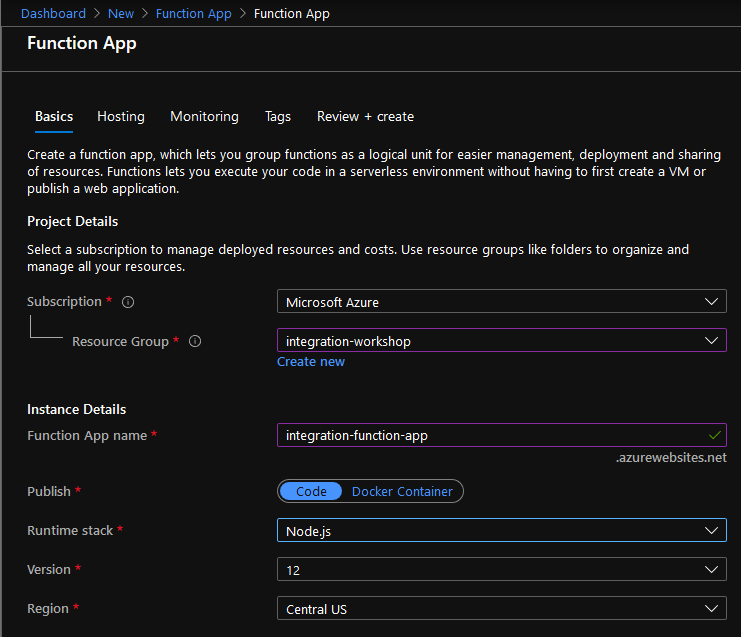 Dashboard > New > Function App > Function App
Function App
Basics Hosting Monitoring Tags Review + create
Create a function app, which lets you group functions as a logical unit for easier management, deployment and sharing
of resources. Functions lets you execute your code in a serverless environment without having to first create a VM or
publish a web application.
Project Details
Select a subscription to manage deployed resources and costs. Use resource groups like folders to organize and
manage all your resources.
Subscription * Microsoft Azure
Resource Group * integration-workshop
Create new
Instance Details
Function App name * integration-function-app
.azurewebsites.net
Publish * Code Docker Container
Runtime stack * Node.js
Version * 12
Region * Central US